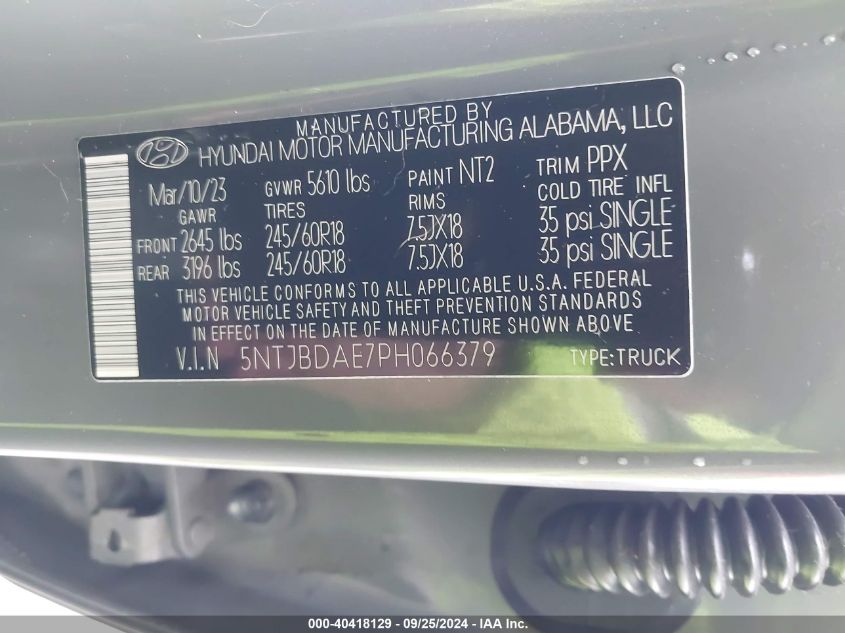 MANUFACTURED BY
HYUNDAI MOTOR MANUFACTURING ALABAMA, LLC
Mar/10/23 GVWR 5610 lbs PAINT NT2 TRIM PPX
GAWR TIRES RIMS COLD TIRE INFL
FRONT 2645 lbs 245/60R18 7.5JX18 35 psi SINGLE
REAR 3196 lbs 245/60R18 7.5JX18 35 psi SINGLE
THIS VEHICLE CONFORMS TO ALL APPLICABLE U.S.A. FEDERAL
MOTOR VEHICLE SAFETY AND THEFT PREVENTION STANDARDS
IN EFFECT ON THE DATE OF MANUFACTURE SHOWN ABOVE
V.I.N 5NTJBDAE7PH066379 TYPE:TRUCK
000-40418129 - 09/25/2024 - IAA Inc.